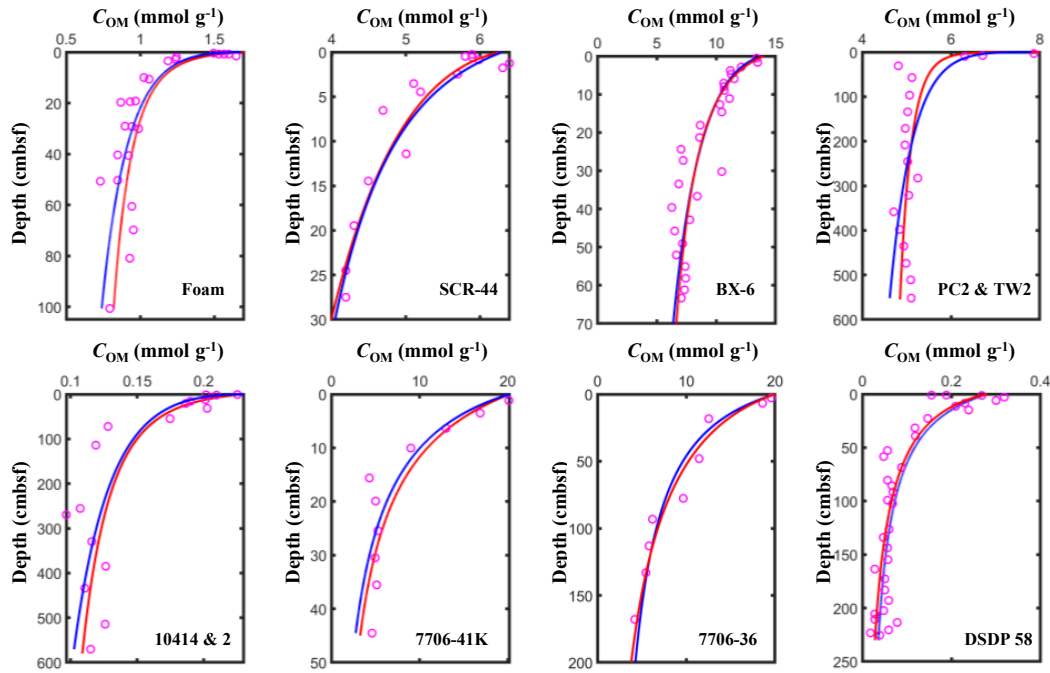 C_OM (mmol g⁻¹) C_OM (mmol g⁻¹) C_OM (mmol g⁻¹) C_OM (mmol g⁻¹)
0.5 1 1.5 4 5 6 0 5 10 15 4 6 8
Depth (cmbsf) 0 20 40 60 80 100 Foam
Depth (cmbsf) 0 5 10 15 20 25 30 SCR-44
Depth (cmbsf) 0 10 20 30 40 50 60 70 BX-6
Depth (cmbsf) 0 100 200 300 400 500 600 PC2 & TW2
C_OM (mmol g⁻¹) C_OM (mmol g⁻¹) C_OM (mmol g⁻¹) C_OM (mmol g⁻¹)
0.1 0.15 0.2 0 10 20 0 10 20 0 0.2 0.4
Depth (cmbsf) 0 100 200 300 400 500 600 10414 & 2
Depth (cmbsf) 0 10 20 30 40 50 7706-41K
Depth (cmbsf) 0 50 100 150 200 7706-36
Depth (cmbsf) 0 50 100 150 200 250 DSDP 58